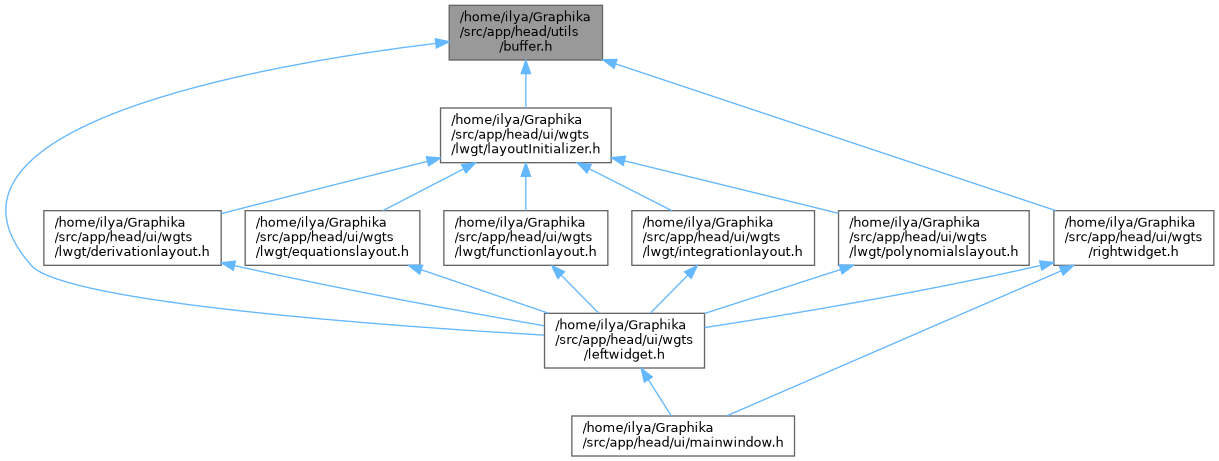 /home/ilya/Graphika
/src/app/head/utils
/buffer.h
/home/ilya/Graphika
/src/app/head/ui/wgts
/lwgt/layoutInitializer.h
/home/ilya/Graphika
/src/app/head/ui/wgts
/lwgt/derivationlayout.h
/home/ilya/Graphika
/src/app/head/ui/wgts
/lwgt/equationslayout.h
/home/ilya/Graphika
/src/app/head/ui/wgts
/lwgt/functionlayout.h
/home/ilya/Graphika
/src/app/head/ui/wgts
/lwgt/integrationlayout.h
/home/ilya/Graphika
/src/app/head/ui/wgts
/lwgt/polynomialslayout.h
/home/ilya/Graphika
/src/app/head/ui/wgts
/rightwidget.h
/home/ilya/Graphika
/src/app/head/ui/wgts
/leftwidget.h
/home/ilya/Graphika
/src/app/head/ui/mainwindow.h